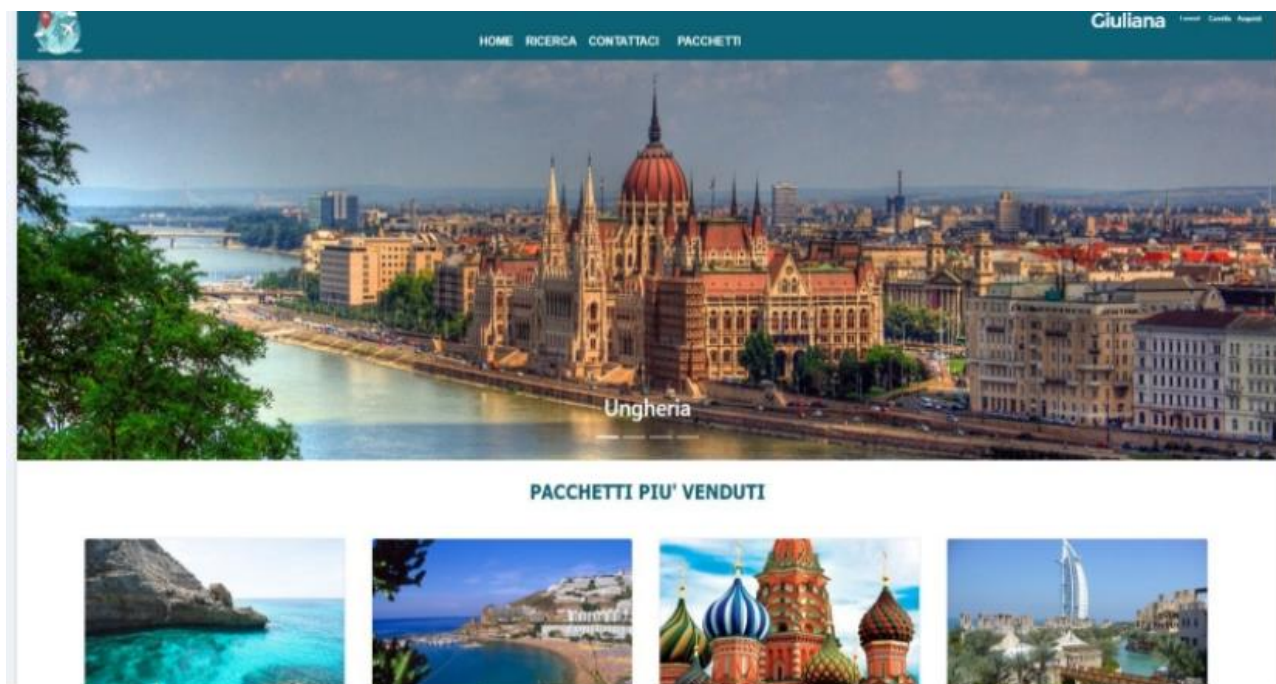 Giuliana
HOME RICERCA CONTATTACI PACCHETTI
Ungheria
PACCHETTI PIU' VENDUTI